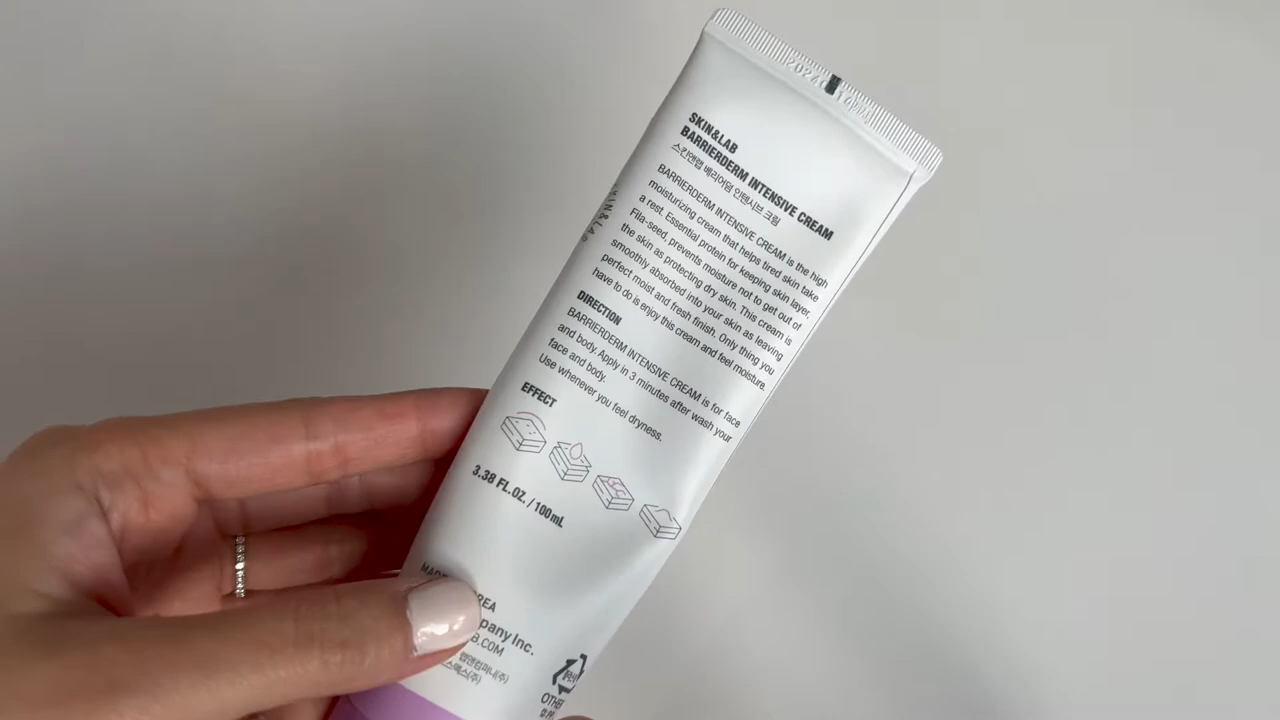 SKIN&LAB
BARRIERDERM INTENSIVE CREAM
스킨앤랩 베리어덤 인텐시브 크림
BARRIERDERM INTENSIVE CREAM is the high
moisturizing cream that helps tired skin take
a rest. Essential protein for keeping skin layer,
Fila-seed, prevents moisture not to get out of
the skin as protecting dry skin. This cream is
smoothly absorbed into your skin as leaving
perfect moist and fresh finish. Only thing you
have to do is enjoy this cream and feel moisture.
DIRECTION
BARRIERDERM INTENSIVE CREAM is for face
and body. Apply in 3 minutes after wash your
face and body.
Use whenever you feel dryness.
EFFECT
3.38 FL.OZ. / 100mL
Inc.
OTHER